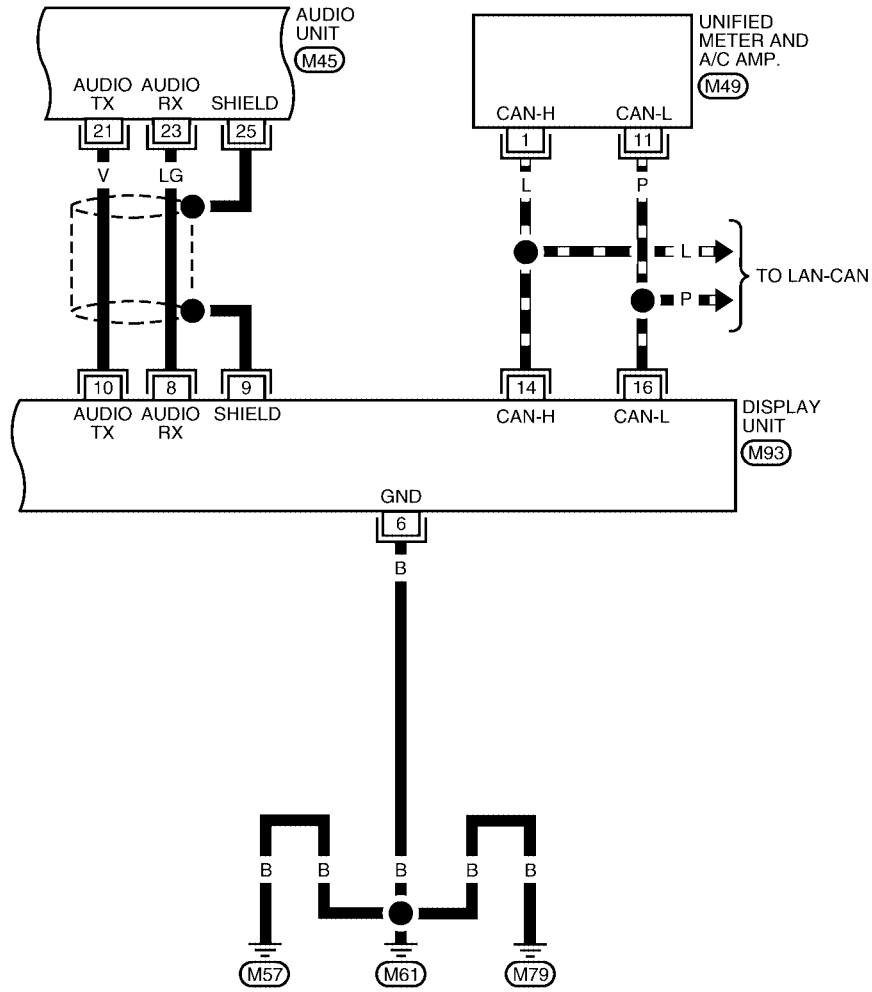 AUDIO
UNIT
M45
AUDIO
TX
AUDIO
RX
SHIELD
21
23
25
V
LG
UNIFIED
METER AND
A/C AMP.
M49
CAN-H
CAN-L
1
11
L
P
L
P
TO LAN-CAN
10
8
9
14
16
AUDIO
TX
AUDIO
RX
SHIELD
CAN-H
CAN-L
DISPLAY
UNIT
M93
GND
6
B
B
B
B
B
B
M57
M61
M79